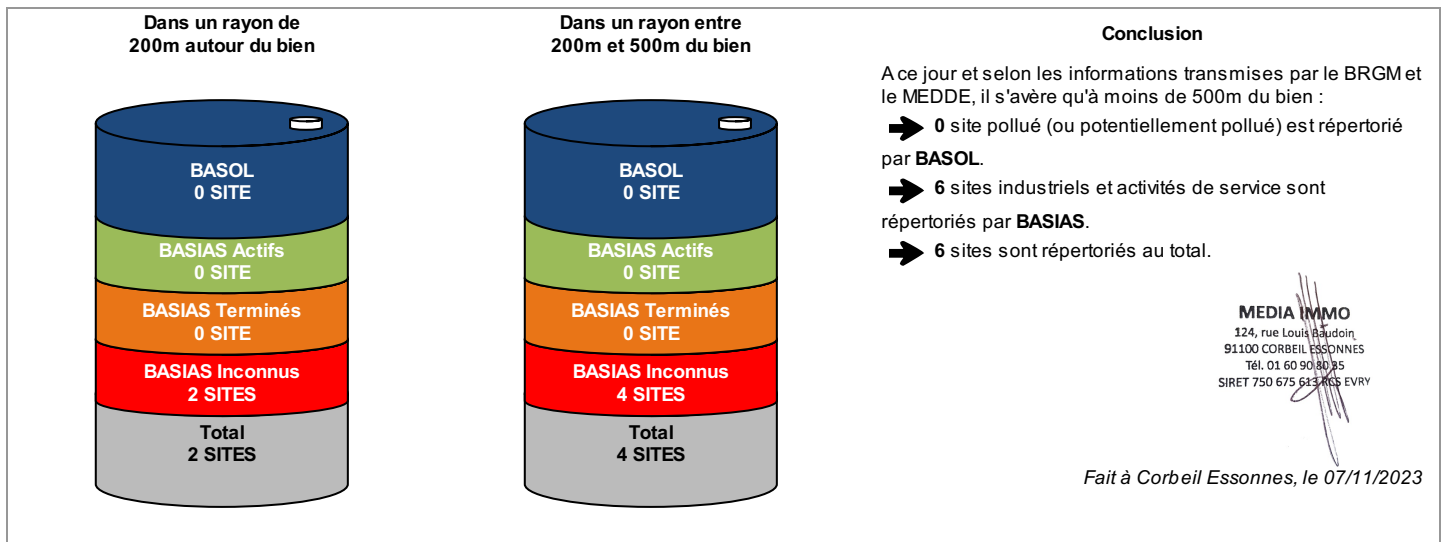 Dans un rayon de
200m autour du bien
BASOL
0 SITE
BASIAS Actifs
0 SITE
BASIAS Terminés
0 SITE
BASIAS Inconnus
2 SITES
Total
2 SITES
Dans un rayon entre
200m et 500m du bien
BASOL
0 SITE
BASIAS Actifs
0 SITE
BASIAS Terminés
0 SITE
BASIAS Inconnus
4 SITES
Total
4 SITES
Conclusion
A ce jour et selon les informations transmises par le BRGM et
le MEDDE, il s'avère qu'à moins de 500m du bien :
0 site pollué (ou potentiellement pollué) est répertorié
par BASOL.
6 sites industriels et activités de service sont
répertoriés par BASIAS.
6 sites sont répertoriés au total.
MEDIA IMMO
124, rue Louis Baudoin
91100 CORBEIL ESSONNES
Tél. 01 60 90 80 85
SIRET 750 675 613 RCS EVRY
Fait à Corbeil Essonnes, le 07/11/2023